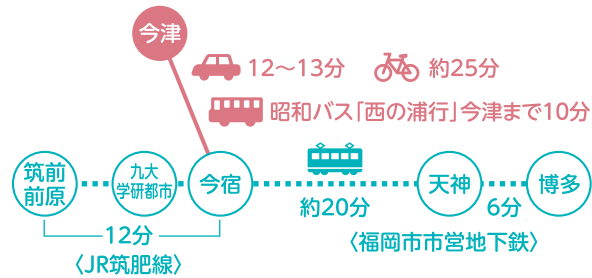 今津
12〜13分
約25分
昭和バス「西の浦行」今津まで10分
筑前
前原
九大
学研都市
今宿
天神
博多
約20分
6分
12分
〈福岡市市営地下鉄〉
〈JR筑肥線〉